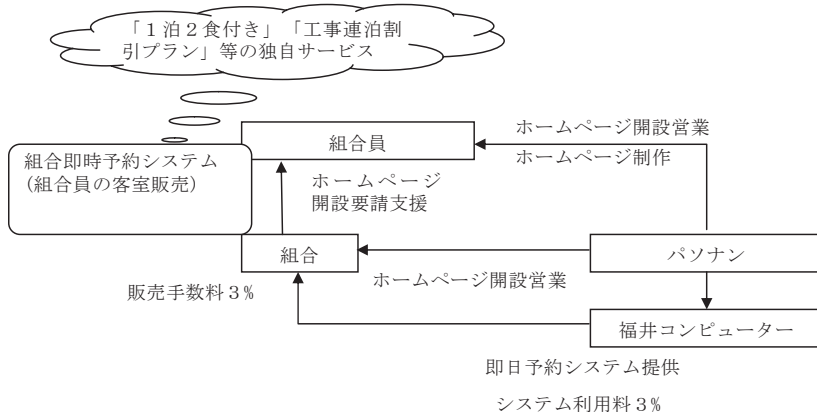 「１泊２食付き」「工事連泊割
引プラン」等の独自サービス
組合員
ホームページ開設営業
ホームページ制作
組合即時予約システム
（組合員の客室販売）
ホームページ
開設要請支援
組合
パソナン
ホームページ開設営業
販売手数料３％
福井コンピューター
即日予約システム提供
システム利用料３％